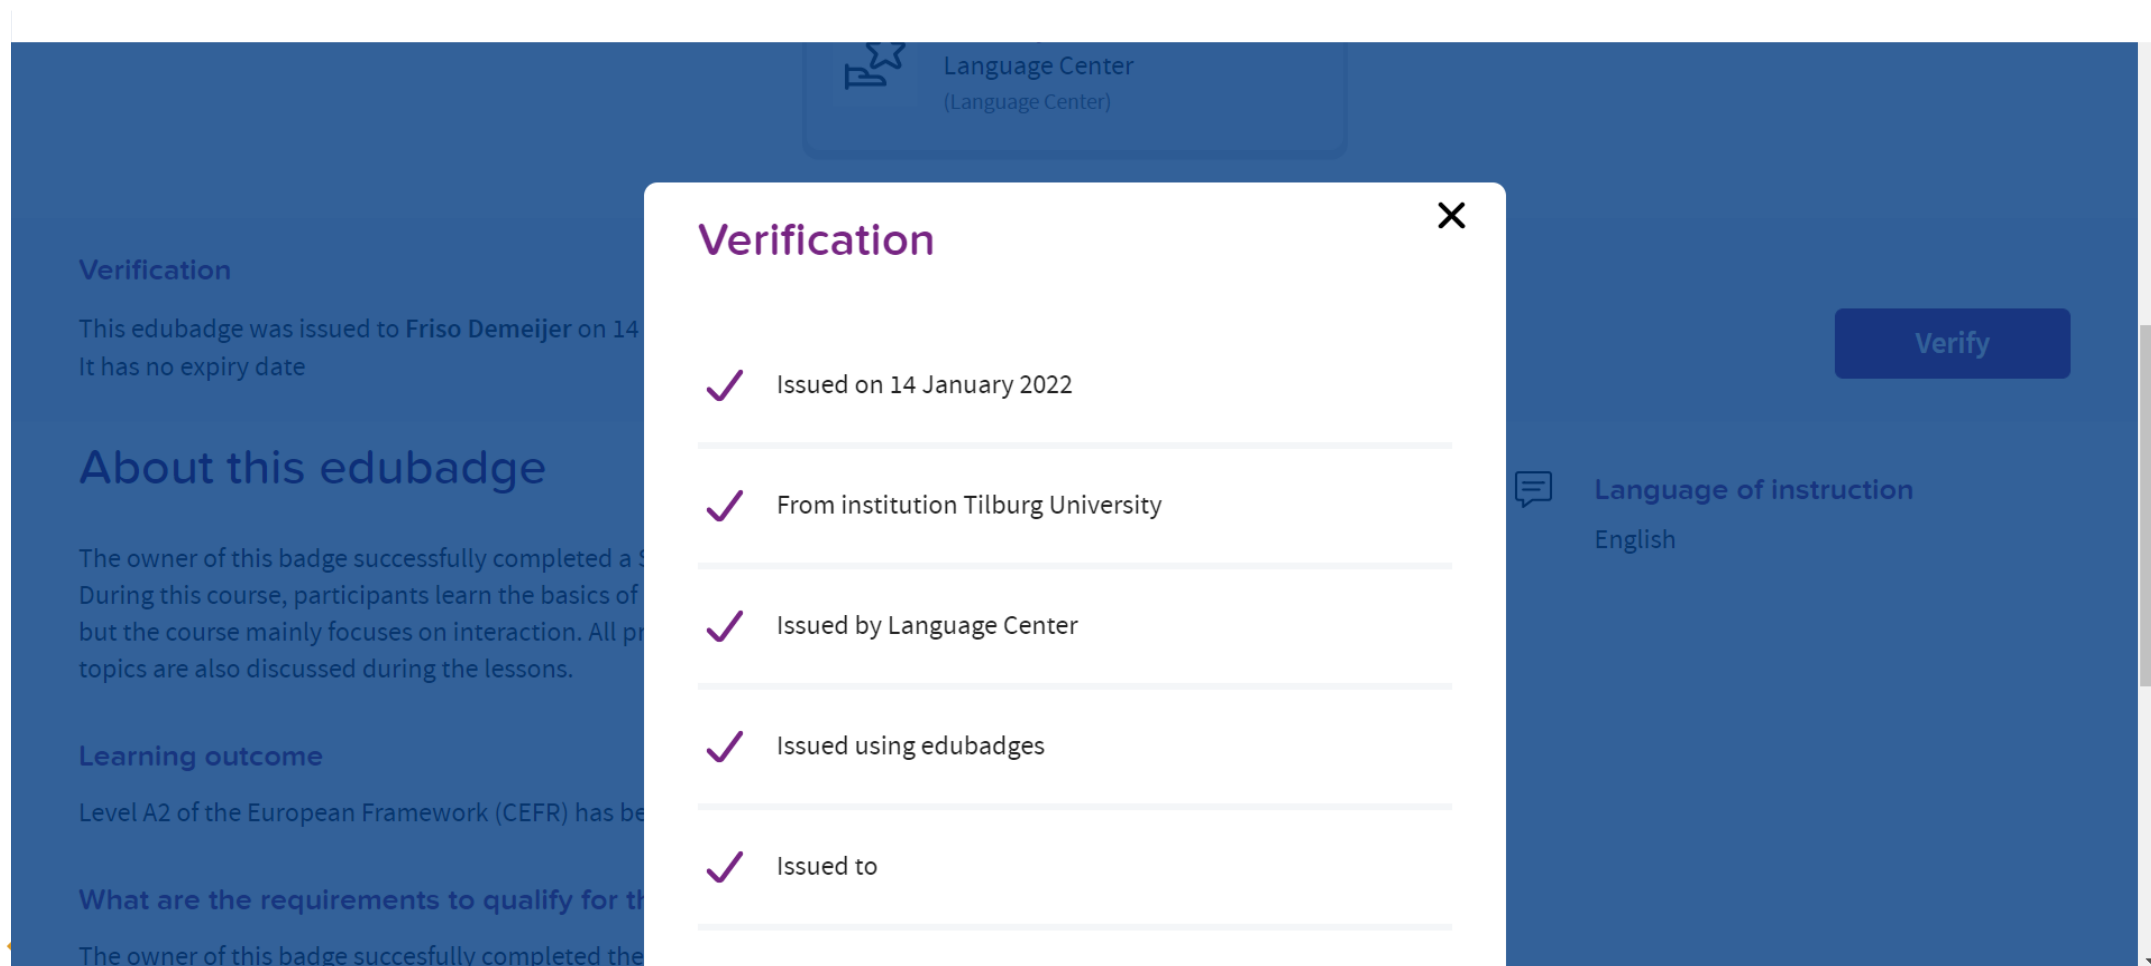 Language Center
(Language Center)
Verification
This edubadge was issued to Friso Demeijer on 14
It has no expiry date
Verify
About this edubadge
The owner of this badge successfully completed a
During this course, participants learn the basics of
but the course mainly focuses on interaction. All
topics are also discussed during the lessons.
Learning outcome
Level A2 of the European Framework (CEFR) has
What are the requirements to qualify for
The owner of this badge succesfully completed the
Language of instruction
English
Verification
Issued on 14 January 2022
From institution Tilburg University
Issued by Language Center
Issued using edubadges
Issued to